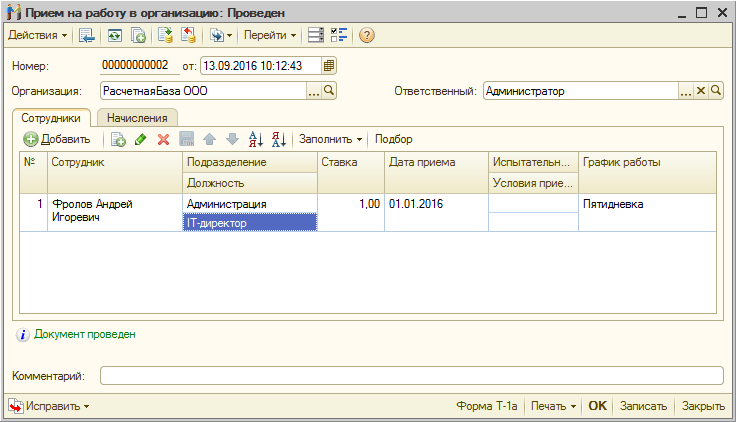 Прием на работу в организацию: Проведен
Действия Перейти
Номер: 00000000002 от: 13.09.2016 10:12:43
Организация: РасчетнаяБаза ООО ... Ответственный: Администратор ...
Сотрудники Начисления
Добавить Заполнить Подбор
№ Сотрудник Подразделение Ставка Дата приема Испытательн... График работы
Должность Условия прие...
1 Фролов Андрей Администрация 1,00 01.01.2016 Пятидневка
Игоревич IT-директор
Документ проведен
Комментарий:
Исправить Форма Т-1а Печать OK Записать Закрыть